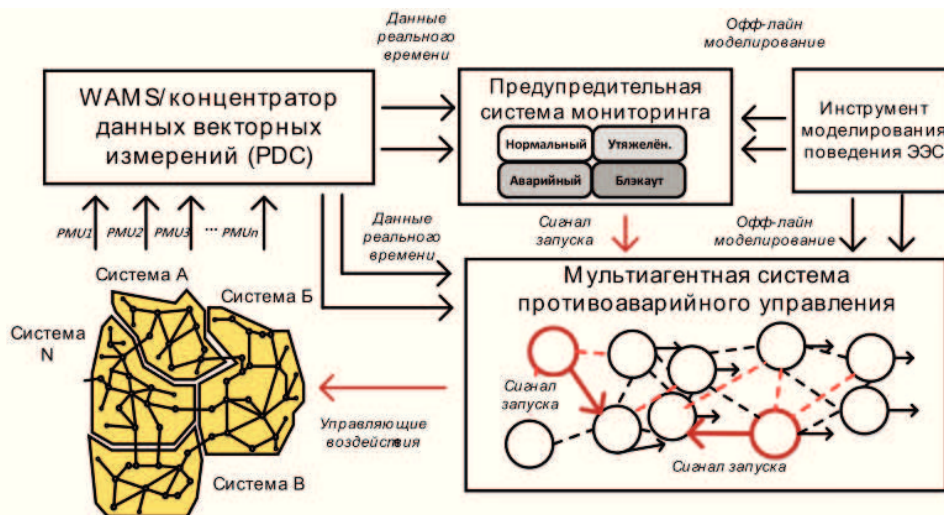 Данные
реального
времени
Офф-лайн
моделирование
WAMS/концентратор
данных векторных
измерений (PDC)
Предупредительная
система мониторинга
Нормальный
Утяжелён.
Аварийный
Блэкаут
Инструмент
моделирования
поведения ЭЭС
PMU1
PMU2
PMU3
... PMUn
Данные
реального
времени
Сигнал
запуска
Офф-лайн
моделирование
Система А
Система Б
Система
N
Система В
Управляющие
воздействия
Мультиагентная система
противоаварийного управления
Сигнал
запуска
Сигнал запуска